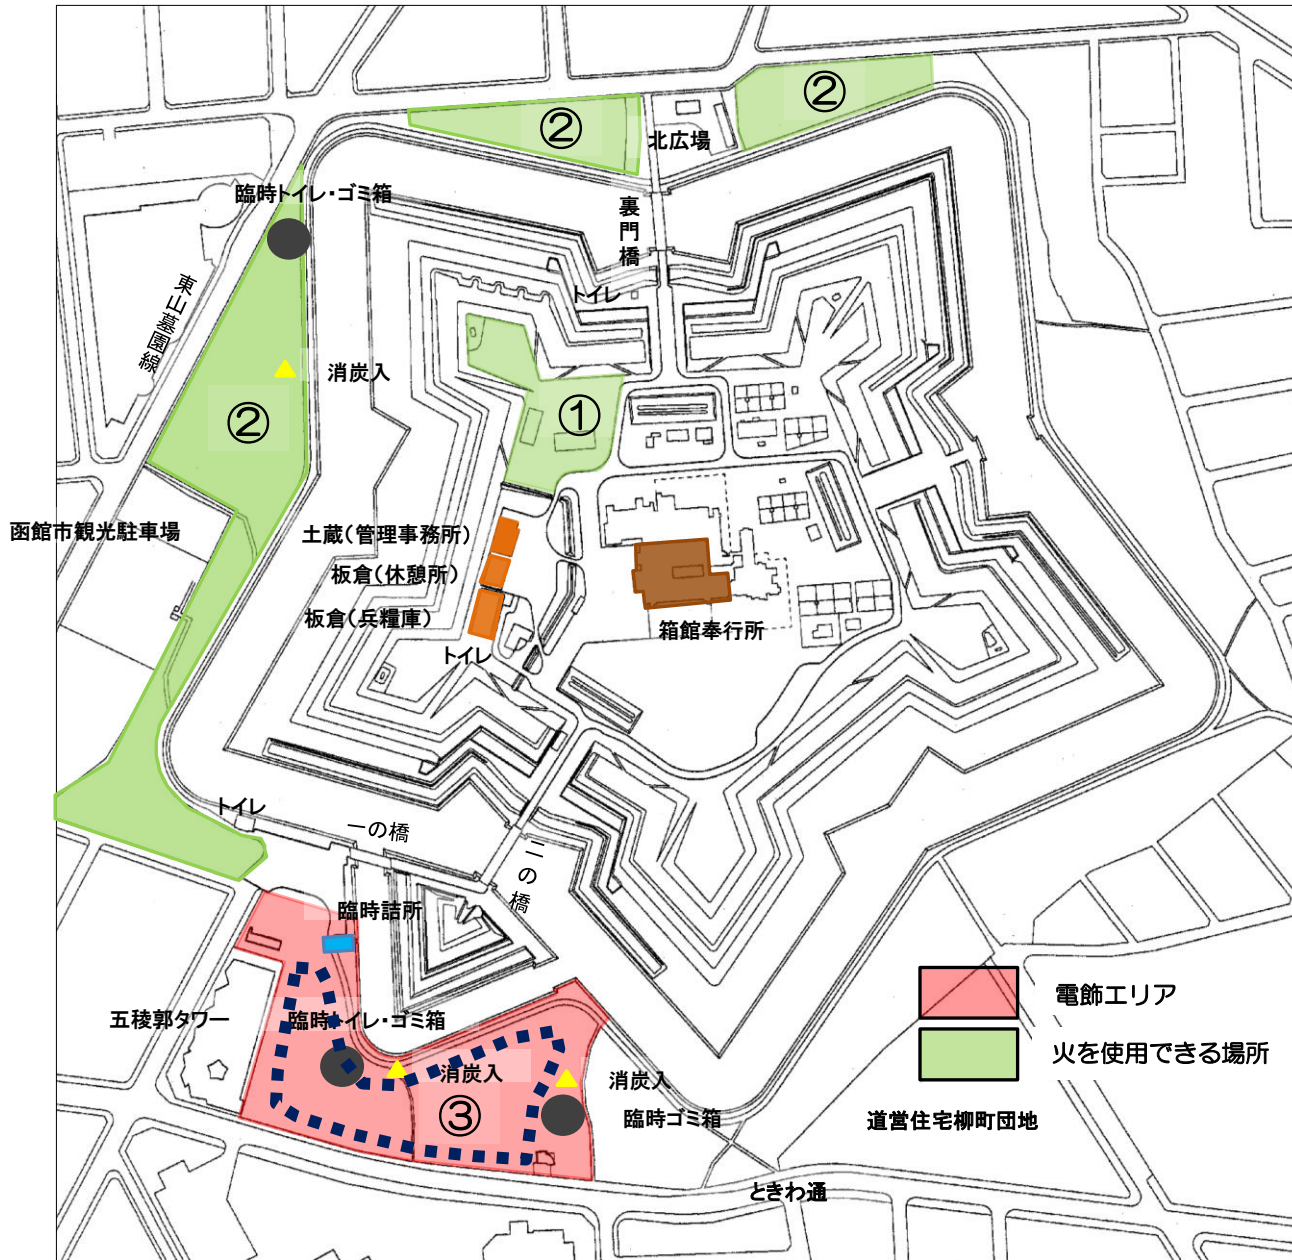 ②
②
北広場
臨時トイレ・ゴミ箱
裏門橋
トイレ
東山墓園線
消炭入
②
①
函館市観光駐車場
土蔵(管理事務所)
板倉(休憩所)
板倉(兵糧庫)
トイレ
箱館奉行所
トイレ
一の橋
二の橋
臨時詰所
電飾エリア
五稜郭タワー
臨時トイレ・ゴミ箱
火を使用できる場所
消炭入
消炭入
③
臨時ゴミ箱
道営住宅柳町団地
ときわ通